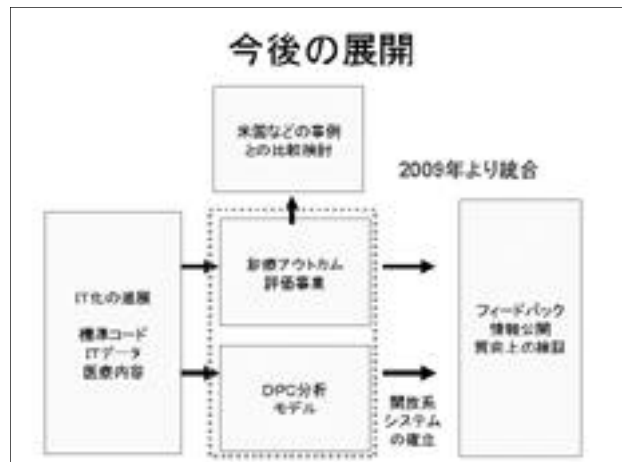 今後の展開
米国などの事例
との比較検討
2009年より統合
診療アウトカム
評価事業
IT化の進展
標準コード
ITデータ
医療内容
フィードバック
情報公開
質向上の検証
DPC分析
モデル
開放系
システム
の確立